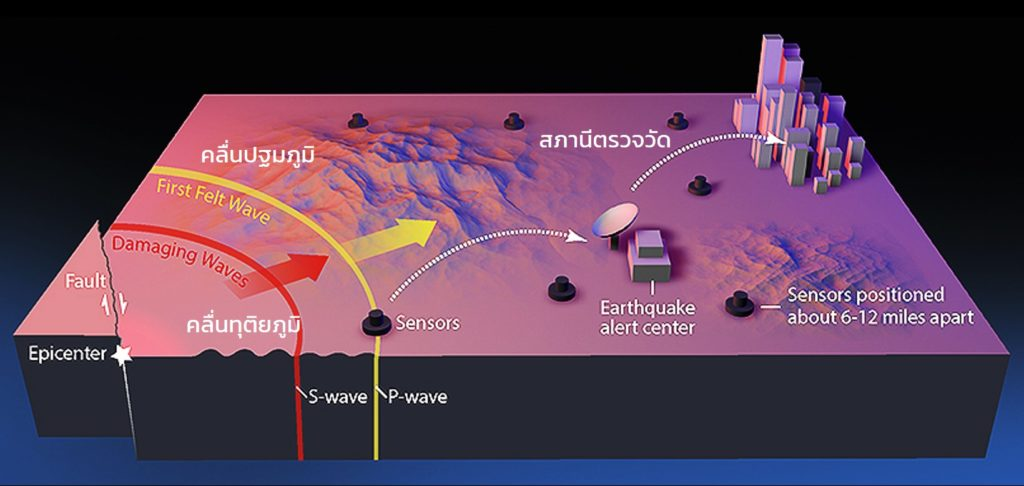 สภานีตรวจวัด
คลื่นปฐมภูมิ
First Felt Wave
Damaging Waves
Fault
คลื่นทุติยภูมิ
Sensors
Earthquake
alert center
Sensors positioned
about 6-12 miles apart
Epicenter
S-wave
P-wave